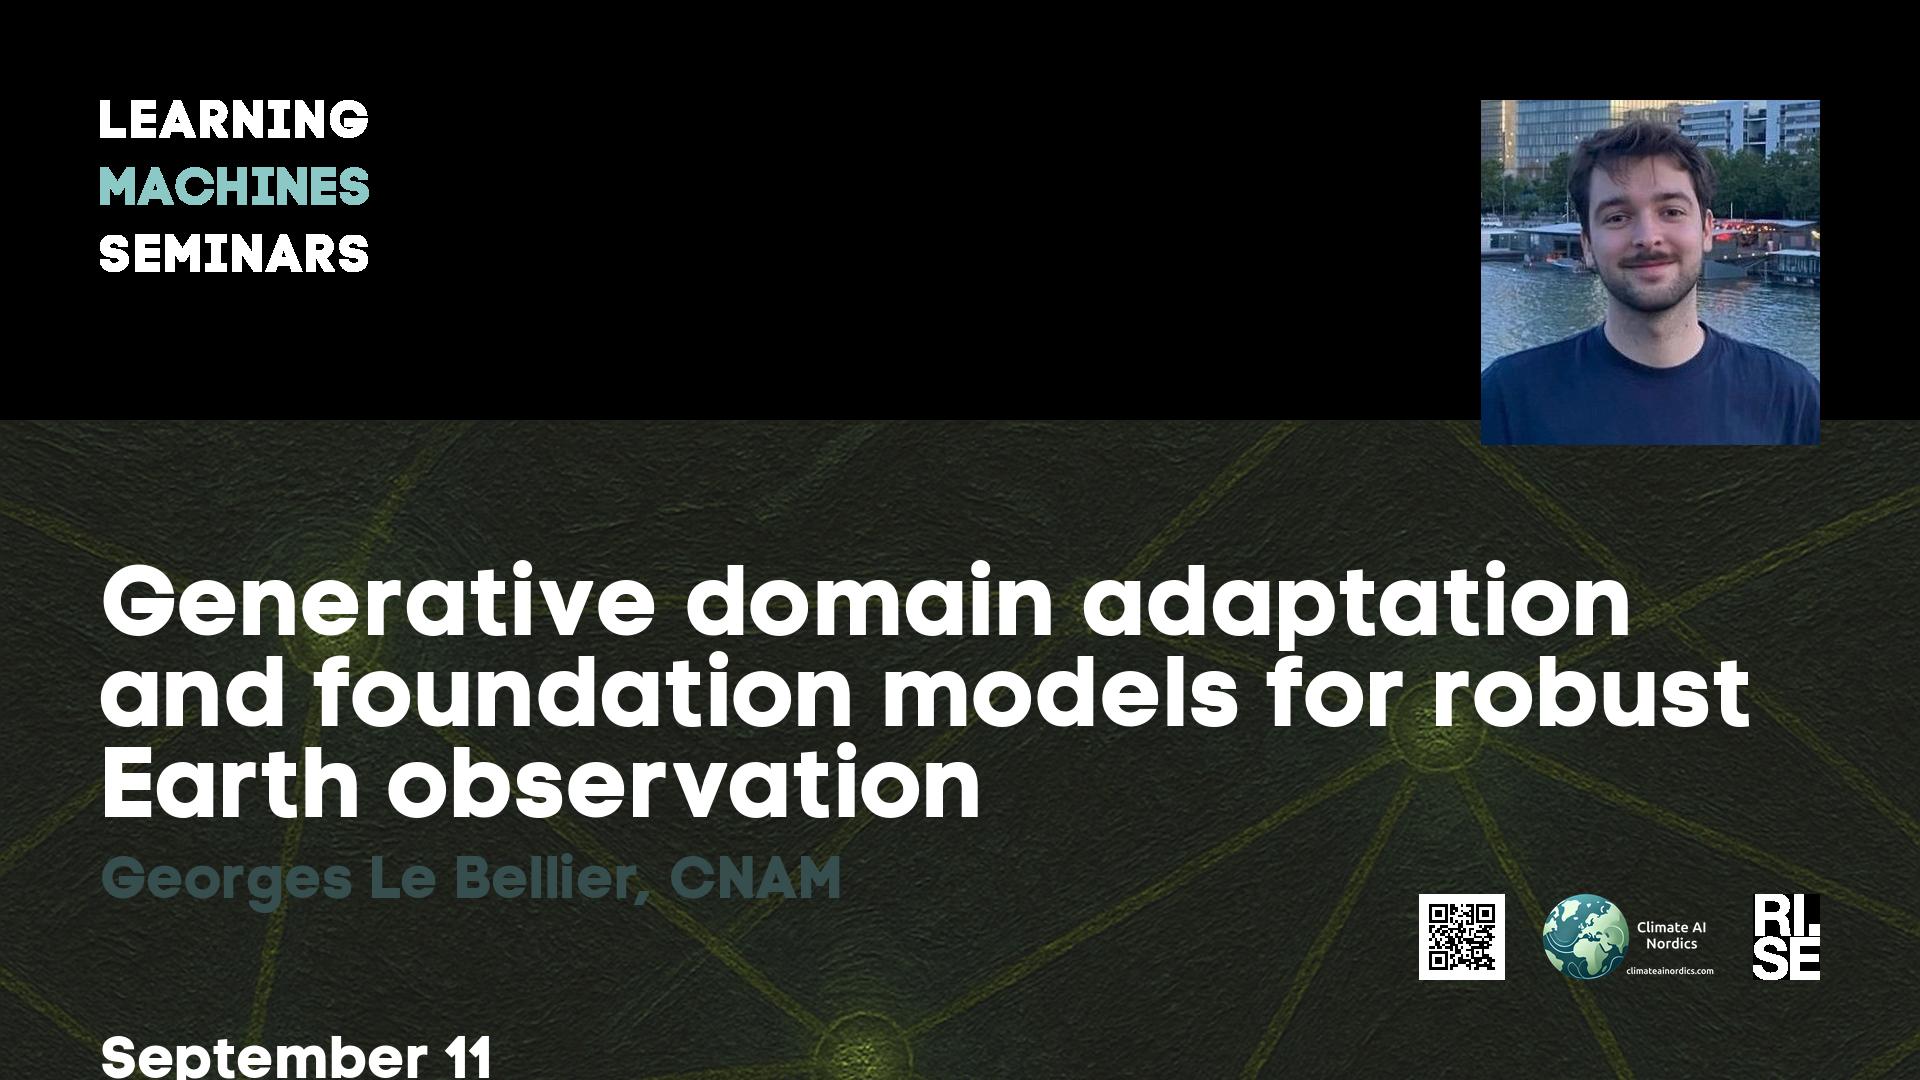 LEARNING
MACHINES
SEMINARS
Generative domain adaptation
and foundation models for robust
Earth observation
Georges Le Bellier, CNAM
Climate AI
Nordics
climateainordics.com
RI.
SE
September 11